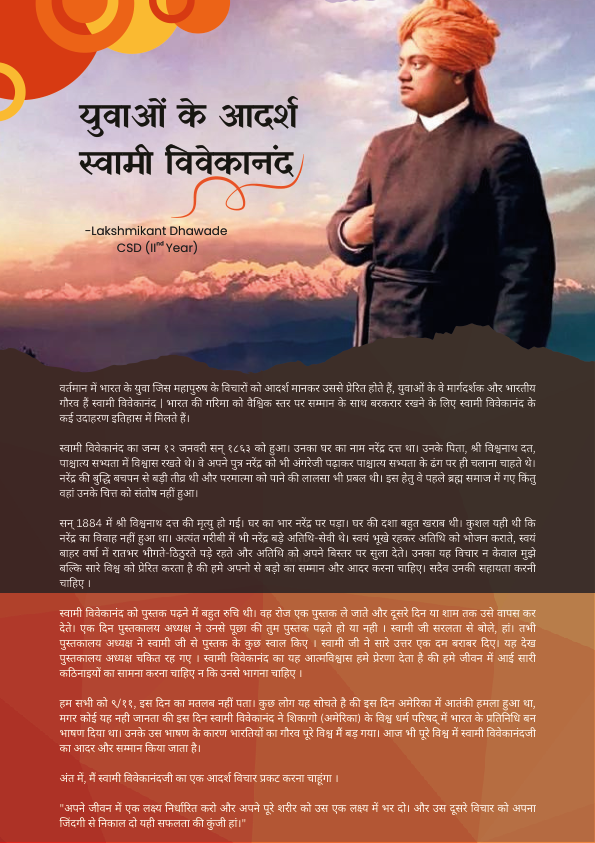 युवाओं के आदर्श
स्वामी विवेकानंद
-Lakshmikant Dhawade
CSD (IInd Year)
वर्तमान में भारत के युवा जिस महापुरुष के विचारों को आदर्श मानकर उससे प्रेरित होते हैं, युवाओं के वे मार्गदर्शक और भारतीय
गौरव हैं स्वामी विवेकानंद | भारत की गरिमा को वैश्विक स्तर पर सम्मान के साथ बरकरार रखने के लिए स्वामी विवेकानंद के
कई उदाहरण इतिहास में मिलते हैं।
स्वामी विवेकानंद का जन्म १२ जनवरी सन् १८६३ को हुआ। उनका घर का नाम नरेंद्र दत्त था। उनके पिता, श्री विश्वनाथ दत,
पाश्चात्य सभ्यता में विश्वास रखते थे। वे अपने पुत्र नरेंद्र को भी अंगरेजी पढ़ाकर पाश्चात्य सभ्यता के ढंग पर ही चलाना चाहते थे।
नरेंद्र की बुद्धि बचपन से बड़ी तीव्र थी और परमात्मा को पाने की लालसा भी प्रबल थी। इस हेतु वे पहले ब्रह्म समाज में गए किंतु
वहां उनके चित्त को संतोष नहीं हुआ।
सन् 1884 में श्री विश्वनाथ दत्त की मृत्यु हो गई। घर का भार नरेंद्र पर पड़ा। घर की दशा बहुत खराब थी। कुशल यही थी कि
नरेंद्र का विवाह नहीं हुआ था। अत्यंत गरीबी में भी नरेंद्र बड़े अतिथि-सेवी थे। स्वयं भूखे रहकर अतिथि को भोजन कराते, स्वयं
बाहर वर्षा में रातभर भीगते-ठिठुरते पड़े रहते और अतिथि को अपने बिस्तर पर सुला देते। उनका यह विचार न केवाल मुझे
बल्कि सारे विश्व को प्रेरित करता है की हमे अपनो से बड़ो का सम्मान और आदर करना चाहिए। सदैव उनकी सहायता करनी
चाहिए ।
स्वामी विवेकानंद को पुस्तक पढ़ने में बहुत रुचि थी। वह रोज एक पुस्तक ले जाते और दूसरे दिन या शाम तक उसे वापस कर
देते। एक दिन पुस्तकालय अध्यक्ष ने उनसे पूछा की तुम पुस्तक पढ़ते हो या नही । स्वामी जी सरलता से बोले, हां। तभी
पुस्तकालय अध्यक्ष ने स्वामी जी से पुस्तक के कुछ स्वाल किए । स्वामी जी ने सारे उत्तर एक दम बराबर दिए। यह देख
पुस्तकालय अध्यक्ष चकित रह गए । स्वामी विवेकानंद का यह आत्मविश्वास हमे प्रेरणा देता है की हमे जीवन में आई सारी
कठिनाइयों का सामना करना चाहिए न कि उनसे भागना चाहिए ।
हम सभी को ९/११, इस दिन का मतलब नहीं पता। कुछ लोग यह सोचते है की इस दिन अमेरिका में आतंकी हमला हुआ था,
मगर कोई यह नही जानता की इस दिन स्वामी विवेकानंद ने शिकागो (अमेरिका) के विश्व धर्म परिषद् में भारत के प्रतिनिधि बन
भाषण दिया था। उनके उस भाषण के कारण भारतियों का गौरव पूरे विश्व मैं बड़ गया। आज भी पूरे विश्व में स्वामी विवेकानंदजी
का आदर और सम्मान किया जाता है।
अंत में, मैं स्वामी विवेकानंदजी का एक आदर्श विचार प्रकट करना चाहूंगा ।
"अपने जीवन में एक लक्ष्य निर्धारित करो और अपने पूरे शरीर को उस एक लक्ष्य में भर दो। और उस दूसरे विचार को अपना
जिंदगी से निकाल दो यही सफलता की कुंजी हां।"